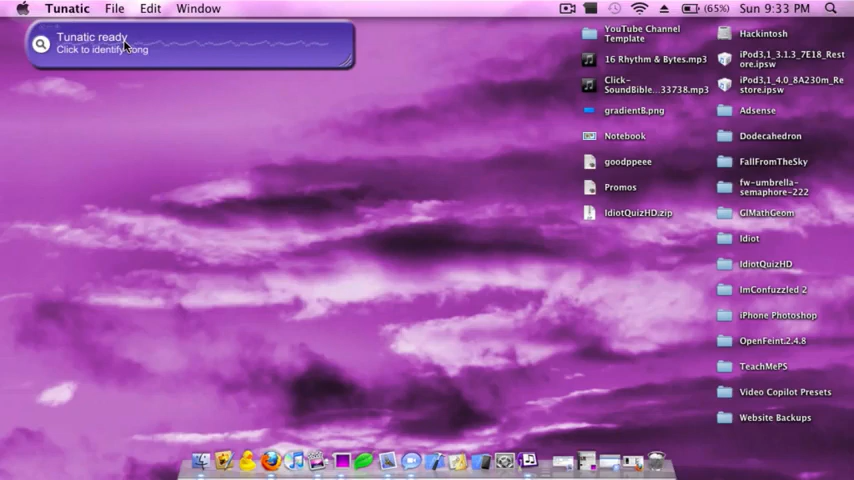 Tunatic File Edit Window (65%) Sun 9:33 PM
Tunatic ready
Click to identify song
YouTube Channel
Template
16 Rhythm & Bytes.mp3
Click-
SoundBible...33738.mp3
gradientB.png
Notebook
goodppeee
Promos
IdiotQuizHD.zip
Hackintosh
iPod3,1_3.1.3_7E18_Rest
ore.ipsw
iPod3,1_4.0_8A230m_Re
store.ipsw
Adsense
Dodecahedron
FallFromTheSky
fw-umbrella-
semaphore-222
GIMathGeom
Idiot
IdiotQuizHD
ImConfuzzled 2
iPhone Photoshop
OpenFeint.2.4.8
TeachMePS
Video Copilot Presets
Website Backups